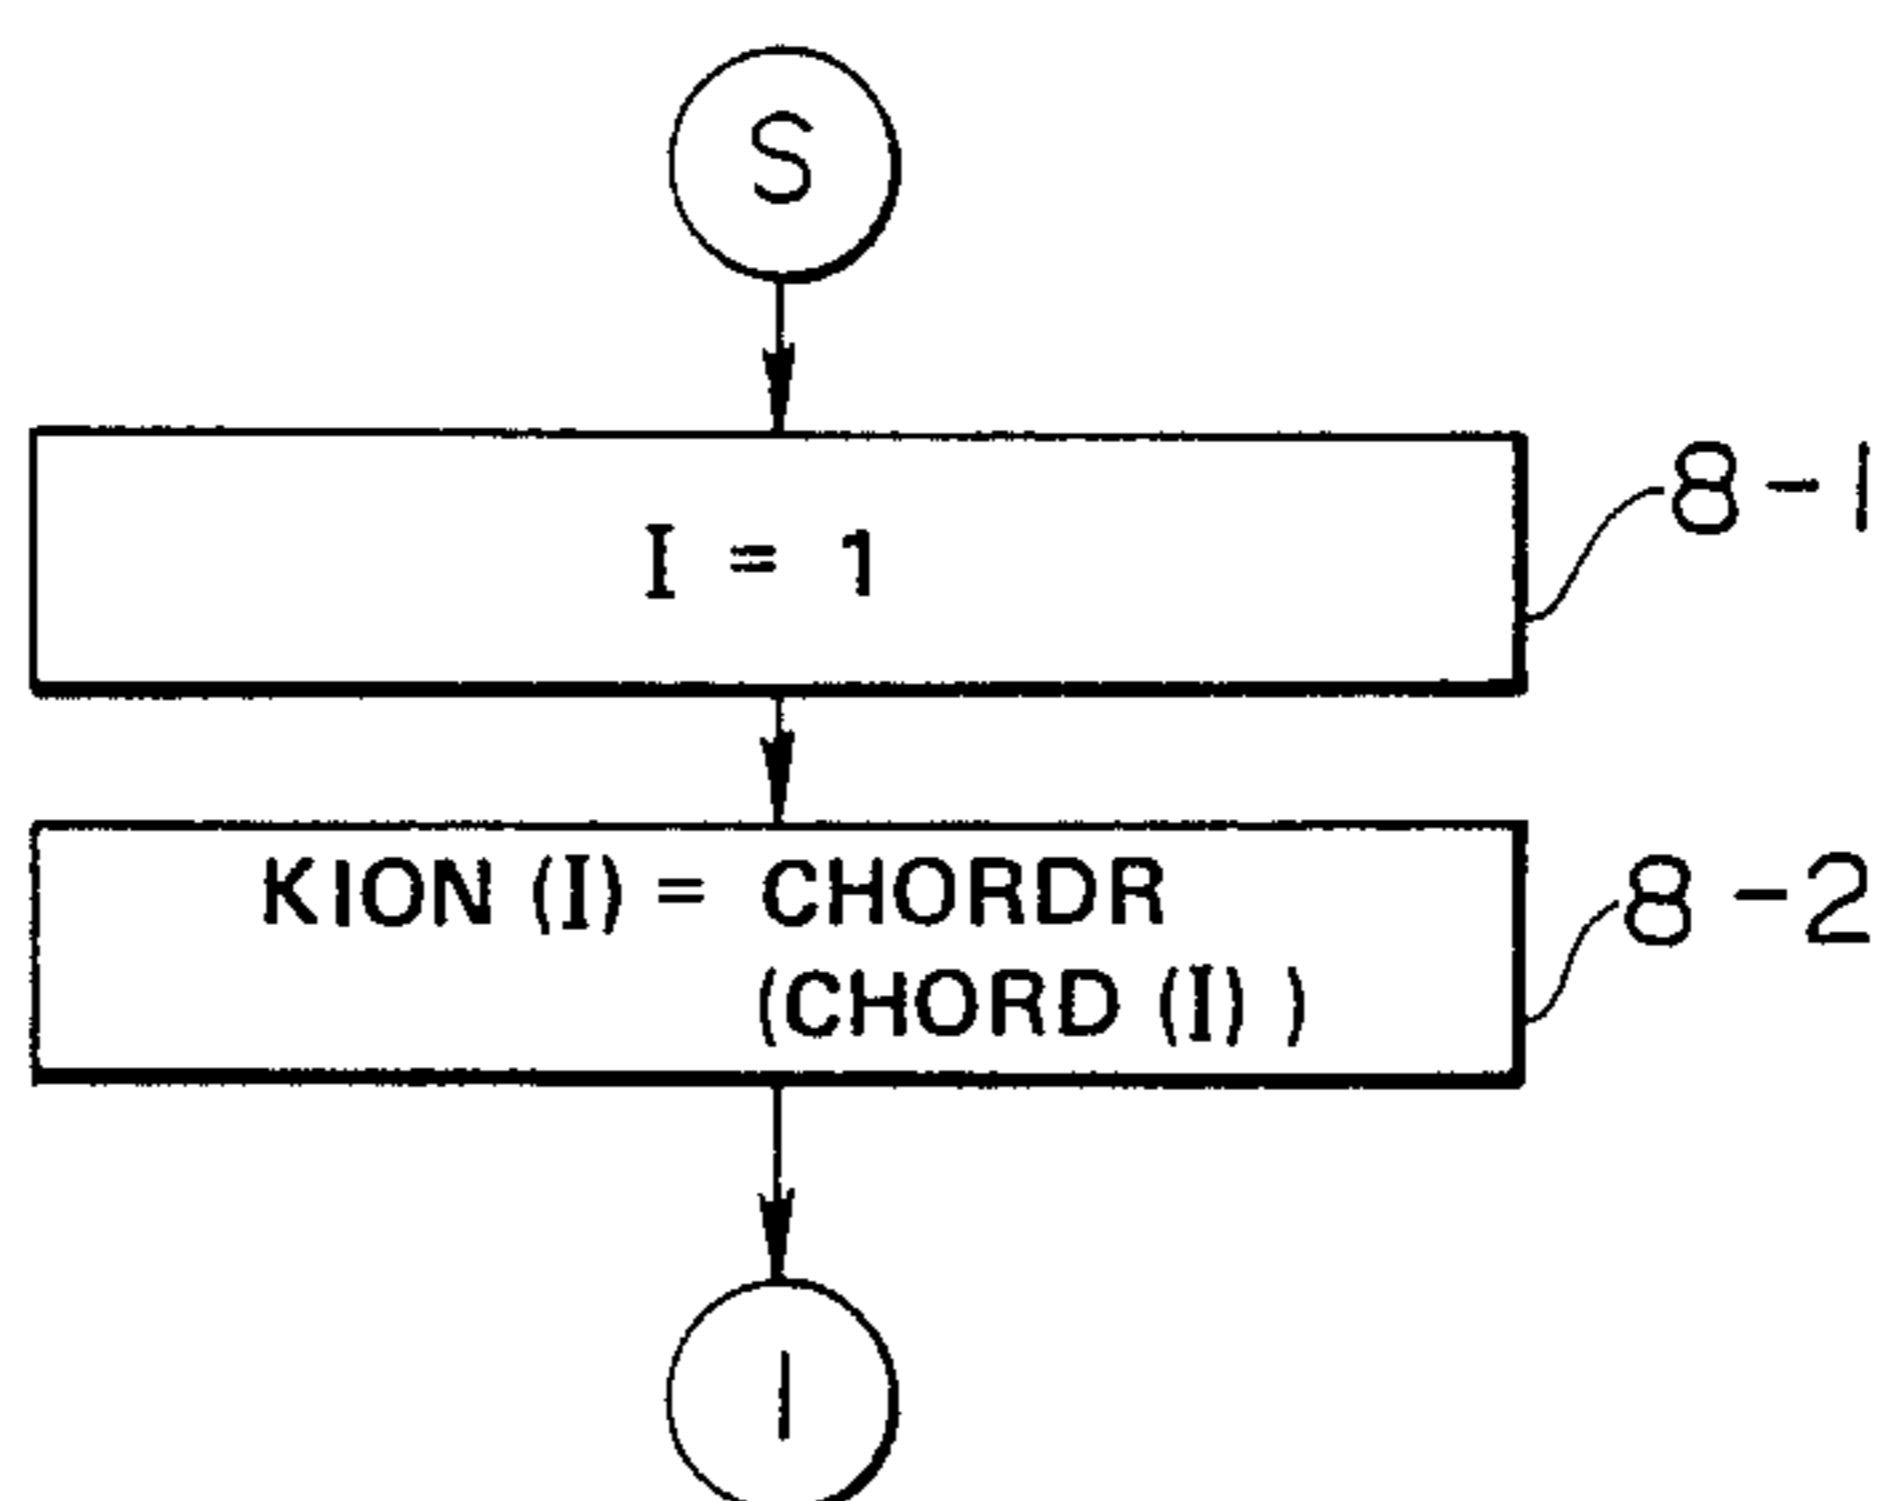 S
I = 1
8-1
KION (I) = CHORDR
(CHORD (I) )
8-2
1